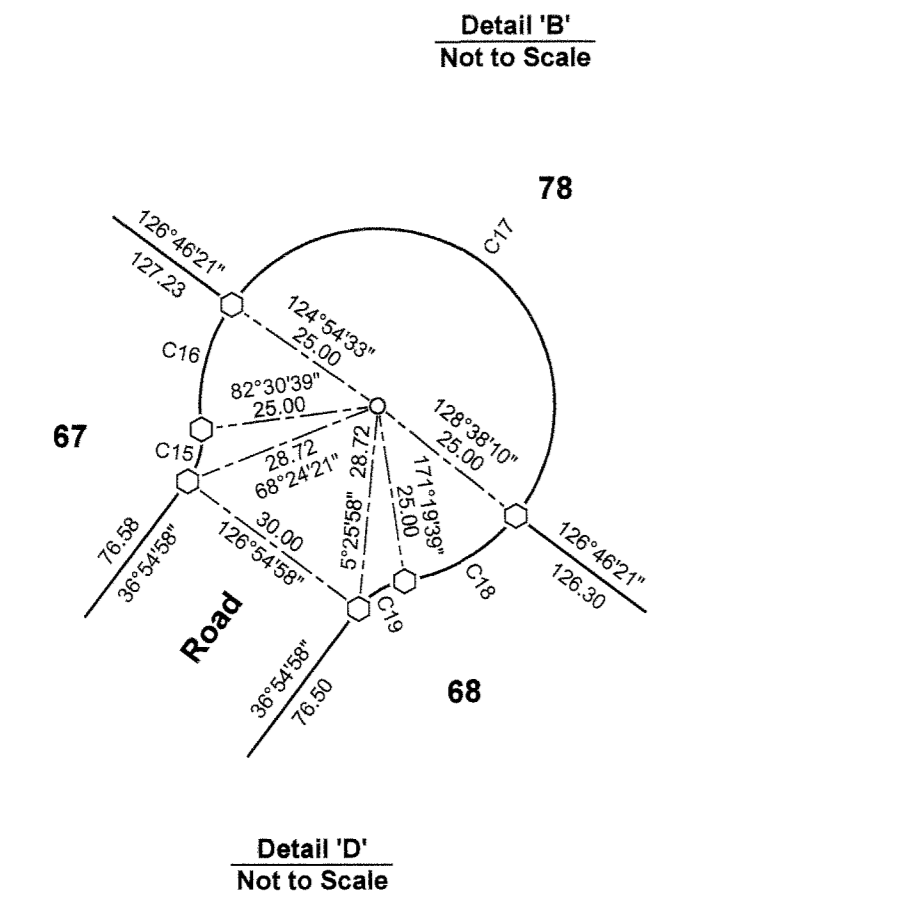 Detail 'B'
Not to Scale
78
C17
126°46'21"
127.23
124°54'33"
25.00
C16
82°30'39"
25.00
128°38'10"
25.00
67
C15
28.72
68°24'21"
28.72
5°25'58"
171°19'39"
25.00
30.00
126°54'58"
76.58
36°54'58"
126°46'21"
126.30
C18
C19
Road
36°54'58"
76.50
68
Detail 'D'
Not to Scale